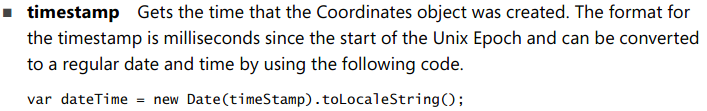 ▪ timestamp Gets the time that the Coordinates object was created. The format for
the timestamp is milliseconds since the start of the Unix Epoch and can be converted
to a regular date and time by using the following code.
var dateTime = new Date(timeStamp).toLocaleString();